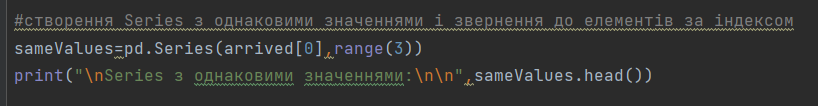 #створення Series з однаковими значеннями і звернення до елементів за індексом
sameValues=pd.Series(arrived[0],range(3))
print("\nSeries з однаковими значеннями:\n\n",sameValues.head())